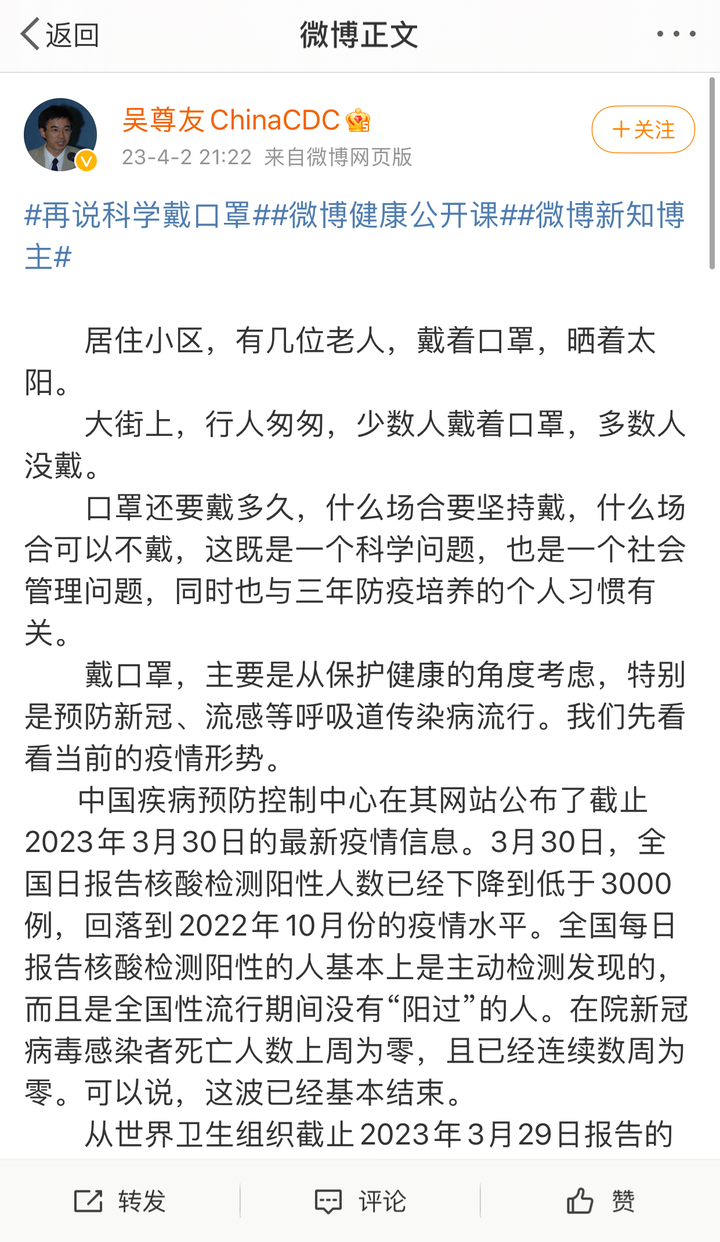 返回
微博正文
吴尊友ChinaCDC
23-4-2 21:22 来自微博网页版
+关注
#再说科学戴口罩##微博健康公开课##微博新知博
主#
居住小区，有几位老人，戴着口罩，晒着太
阳。
大街上，行人匆匆，少数人戴着口罩，多数人
没戴。
口罩还要戴多久，什么场合要坚持戴，什么场
合可以不戴，这既是一个科学问题，也是一个社会
管理问题，同时也与三年防疫培养的个人习惯有
关。
戴口罩，主要是从保护健康的角度考虑，特别
是预防新冠、流感等呼吸道传染病流行。我们先看
看当前的疫情形势。
中国疾病预防控制中心在其网站公布了截止
2023年3月30日的最新疫情信息。3月30日，全
国日报告核酸检测阳性人数已经下降到低于3000
例，回落到2022年10月份的疫情水平。全国每日
报告核酸检测阳性的人基本上是主动检测发现的，
而且是全国性流行期间没有“阳过”的人。在院新冠
病毒感染者死亡人数上周为零，且已经连续数周为
零。可以说，这波已经基本结束。
从世界卫生组织截止2023年3月29日报告的
转发
评论
赞